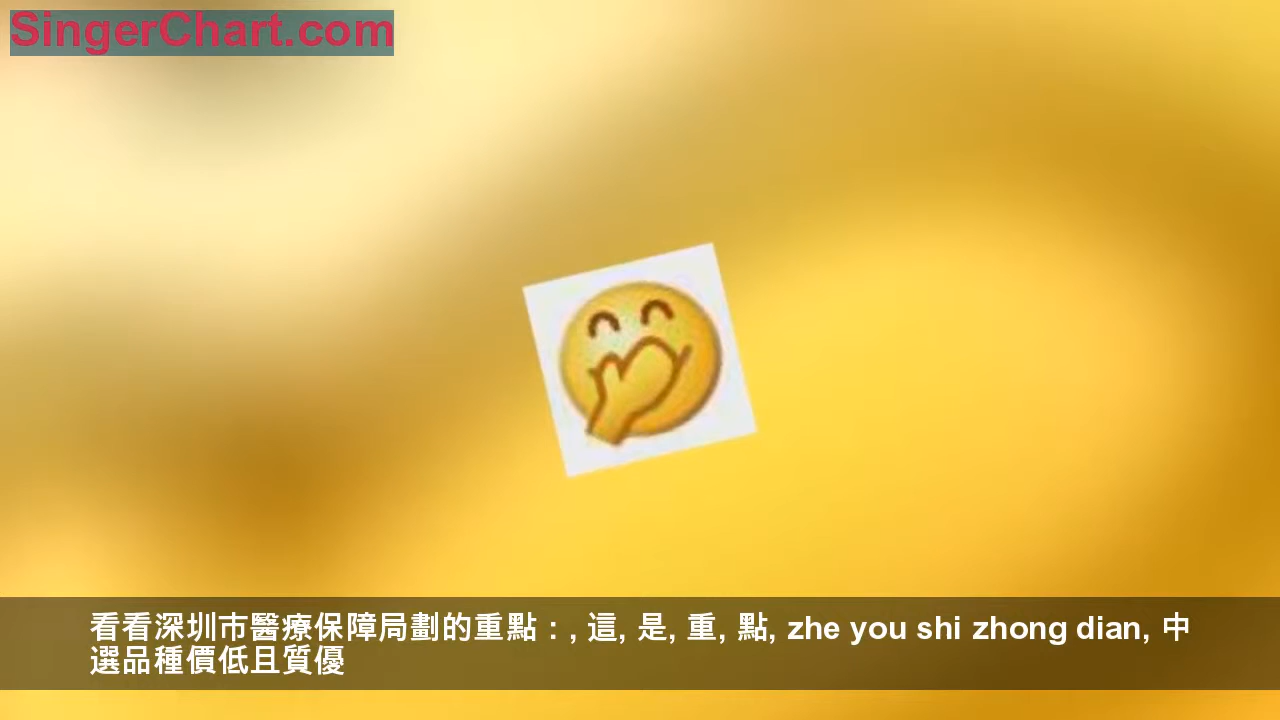 SingerChart.com
看看深圳市醫療保障局劃的重點：, 這, 是, 重, 點, zhe you shi zhong dian, 中
選品種價低且質優